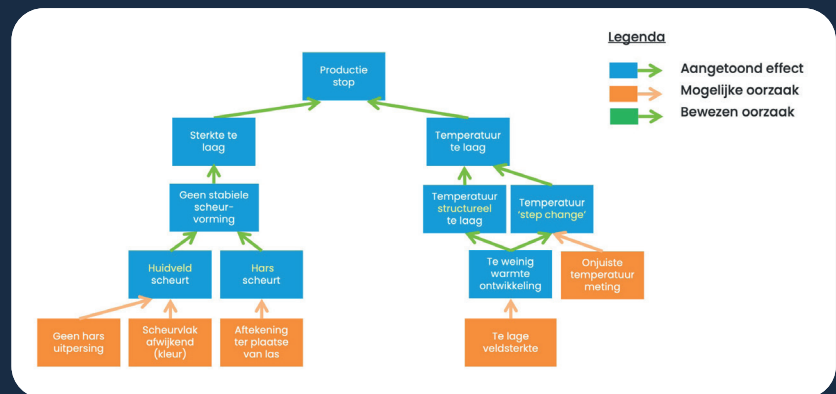 Legenda
Aangetoond effect
Mogelijke oorzaak
Bewezen oorzaak
Productie
stop
Sterkte te
laag
Temperatuur
te laag
Geen stabiele
scheur-
vorming
Temperatuur
structureel
te laag
Temperatuur
'step change'
Huidveld
scheurt
Hars
scheurt
Te weinig
warmte
ontwikkeling
Onjuiste
temperatuur
meting
Geen hars
uitpersing
Scheurvlak
afwijkend
(kleur)
Aftekening
ter plaatse
van las
Te lage
veldsterkte